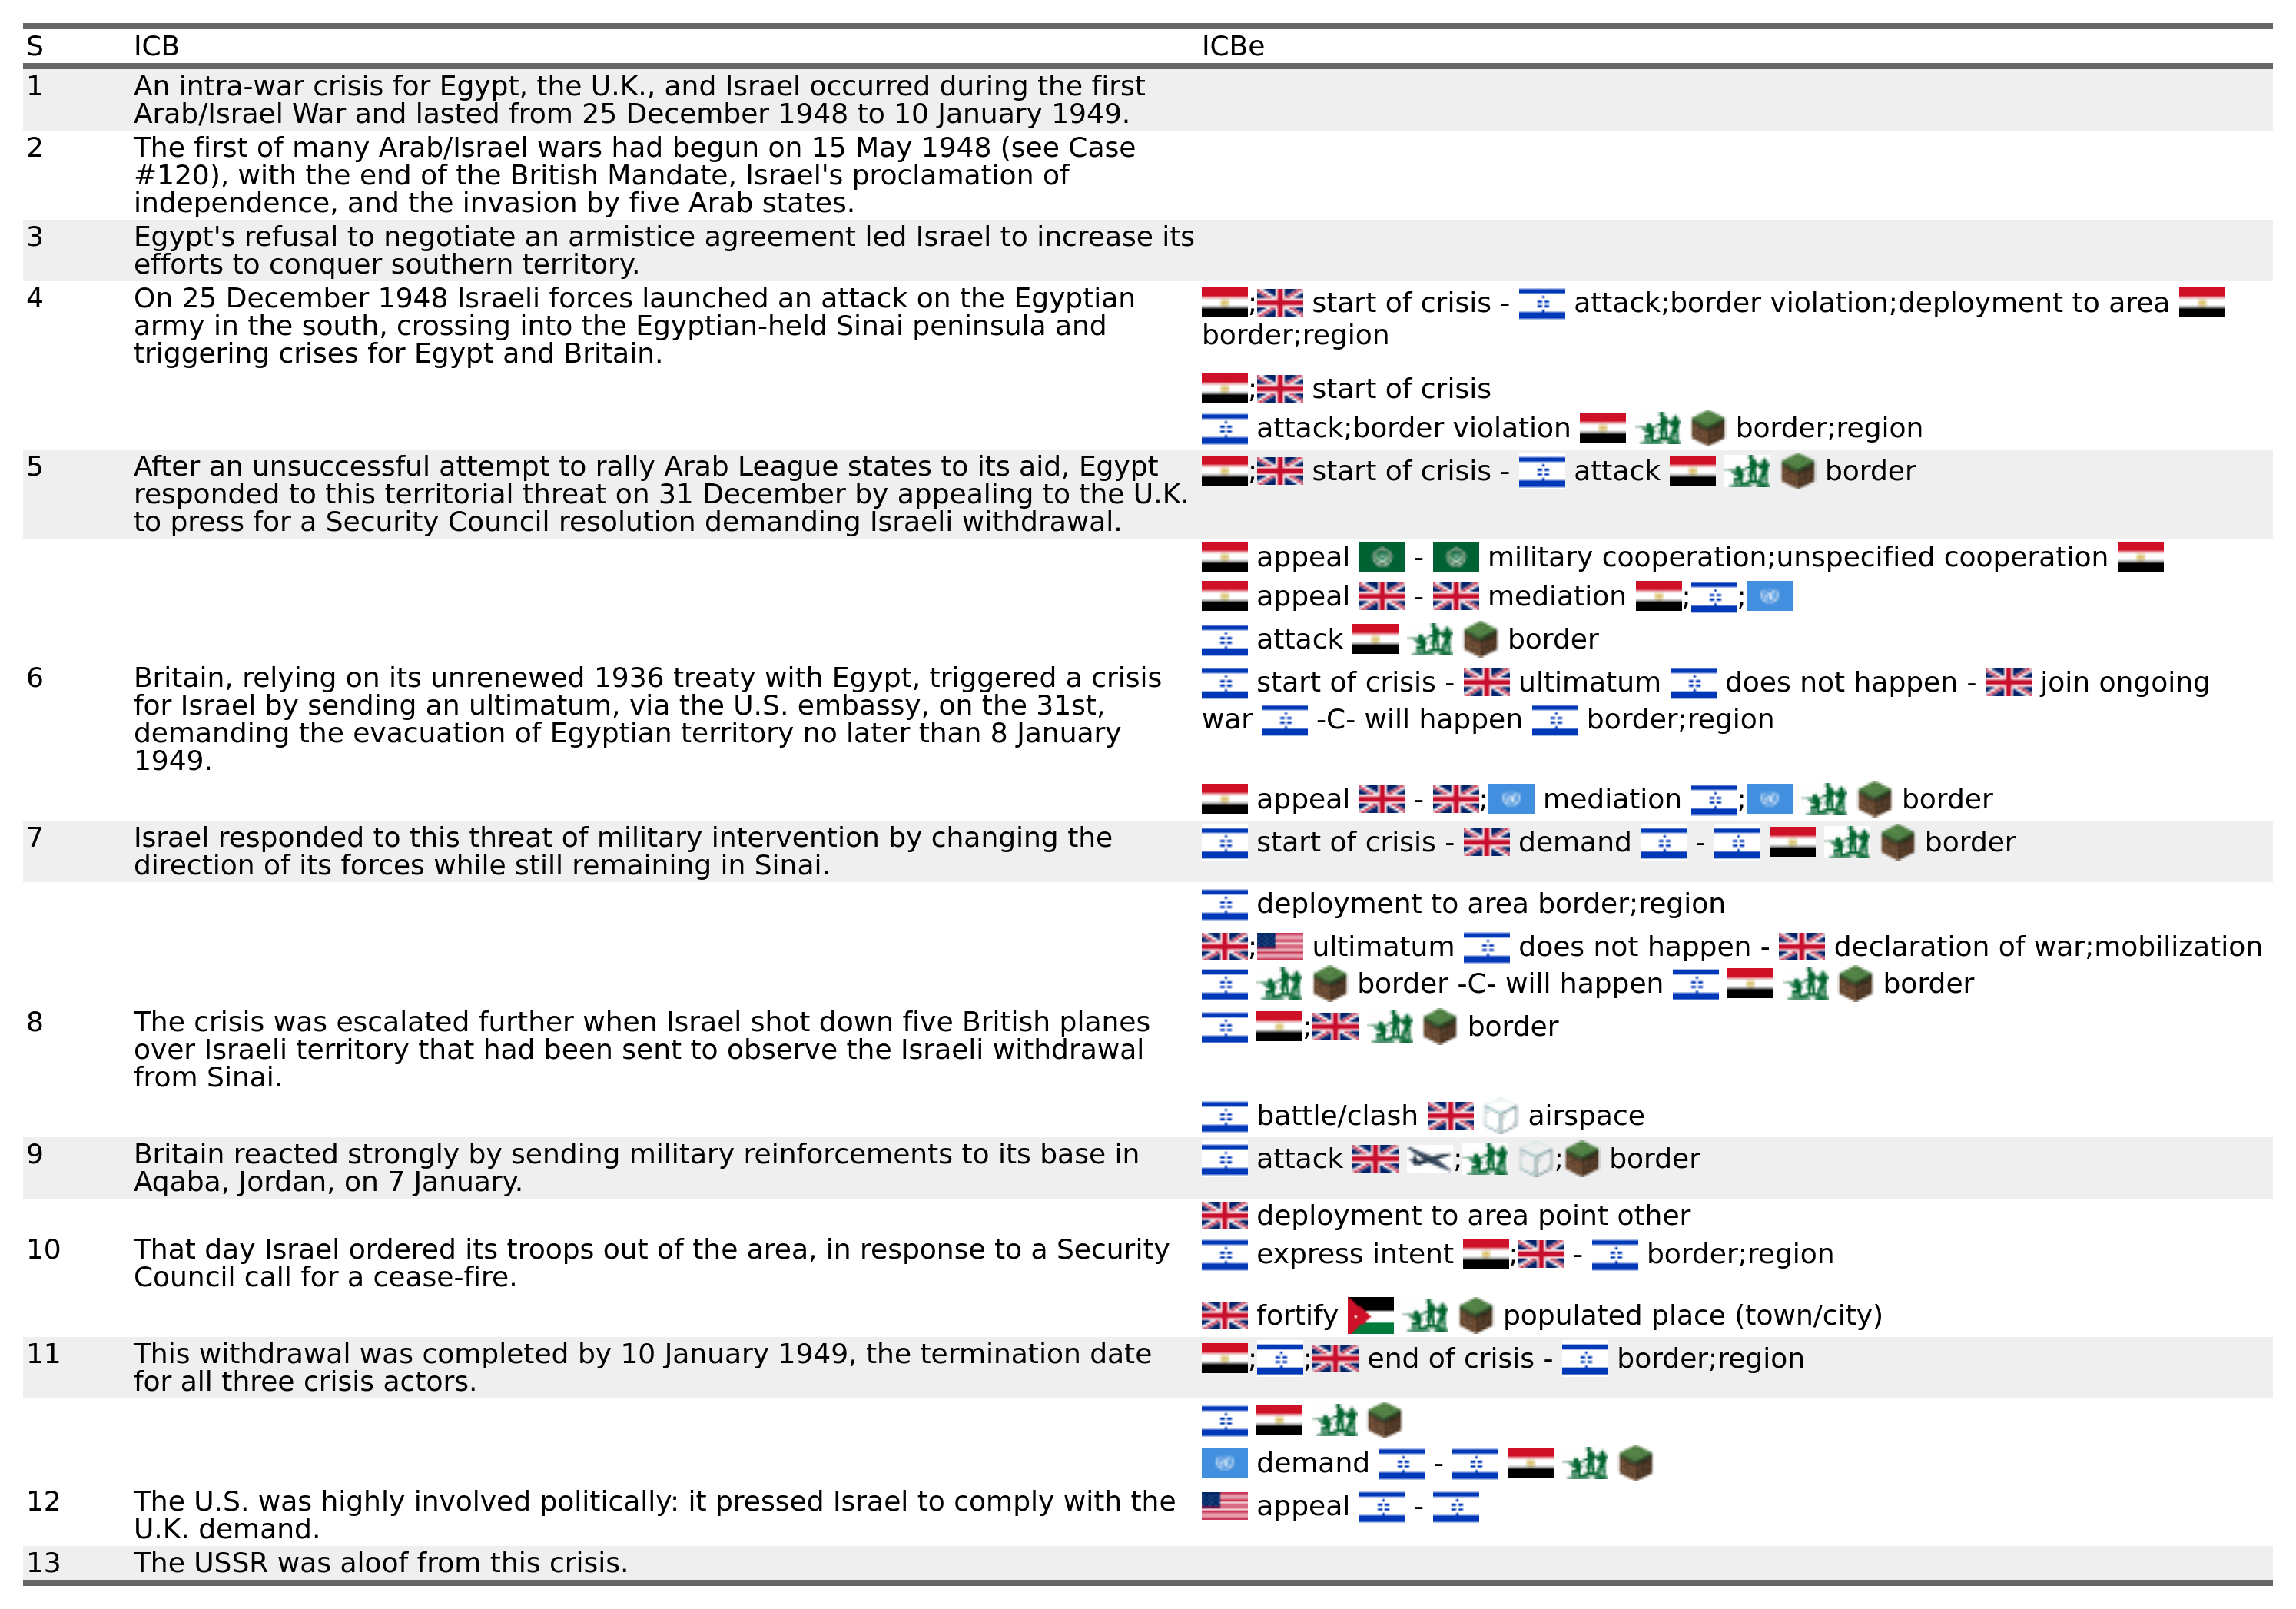 S ICB ICBe
1 An intra-war crisis for Egypt, the U.K., and Israel occurred during the first
Arab/Israel War and lasted from 25 December 1948 to 10 January 1949.
2 The first of many Arab/Israel wars had begun on 15 May 1948 (see Case
#120), with the end of the British Mandate, Israel's proclamation of
independence, and the invasion by five Arab states.
3 Egypt's refusal to negotiate an armistice agreement led Israel to increase its
efforts to conquer southern territory.
4 On 25 December 1948 Israeli forces launched an attack on the Egyptian
army in the south, crossing into the Egyptian-held Sinai peninsula and
triggering crises for Egypt and Britain.
; start of crisis - attack;border violation;deployment to area
border;region
; start of crisis
attack;border violation border;region
5 After an unsuccessful attempt to rally Arab League states to its aid, Egypt
responded to this territorial threat on 31 December by appealing to the U.K.
to press for a Security Council resolution demanding Israeli withdrawal.
; start of crisis - attack border
appeal - military cooperation;unspecified cooperation
appeal - mediation ; ;
attack border
6 Britain, relying on its unrenewed 1936 treaty with Egypt, triggered a crisis
for Israel by sending an ultimatum, via the U.S. embassy, on the 31st,
demanding the evacuation of Egyptian territory no later than 8 January
1949.
start of crisis - ultimatum does not happen - join ongoing
war -C- will happen border;region
appeal - ; mediation ; border
7 Israel responded to this threat of military intervention by changing the
direction of its forces while still remaining in Sinai.
start of crisis - demand - border
deployment to area border;region
; ultimatum does not happen - declaration of war;mobilization
border -C- will happen border
8 The crisis was escalated further when Israel shot down five British planes
over Israeli territory that had been sent to observe the Israeli withdrawal
from Sinai.
; border
battle/clash airspace
9 Britain reacted strongly by sending military reinforcements to its base in
Aqaba, Jordan, on 7 January.
attack ; ; border
deployment to area point other
10 That day Israel ordered its troops out of the area, in response to a Security
Council call for a cease-fire.
express intent ; - border;region
fortify populated place (town/city)
11 This withdrawal was completed by 10 January 1949, the termination date
for all three crisis actors.
; ; end of crisis - border;region
demand -
12 The U.S. was highly involved politically: it pressed Israel to comply with the
U.K. demand.
appeal -
13 The USSR was aloof from this crisis.